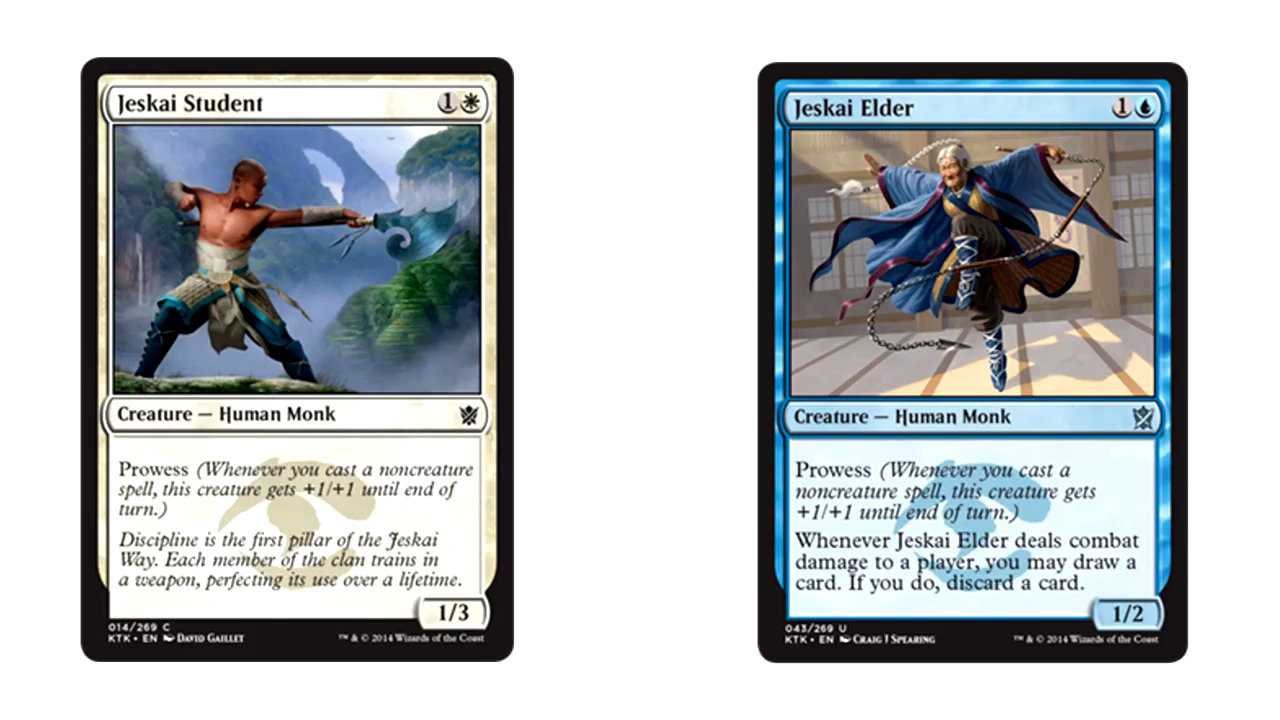 Jeskai Student 1
Creature — Human Monk
Prowess (Whenever you cast a noncreature
spell, this creature gets +1/+1 until end of
turn.)
Discipline is the first pillar of the Jeskai
Way. Each member of the clan trains in
a weapon, perfecting its use over a lifetime.
1/3
014/269 C
KTK • EN DAVID GAILLET
™ & © 2014 Wizards of the Coast
Jeskai Elder 1
Creature — Human Monk
Prowess (Whenever you cast a
noncreature spell, this creature gets
+1/+1 until end of turn.)
Whenever Jeskai Elder deals combat
damage to a player, you may draw a
card. If you do, discard a card.
1/2
043/269 U
KTK • EN CRAIG J SPEARING
™ & © 2014 Wizards of the Coast